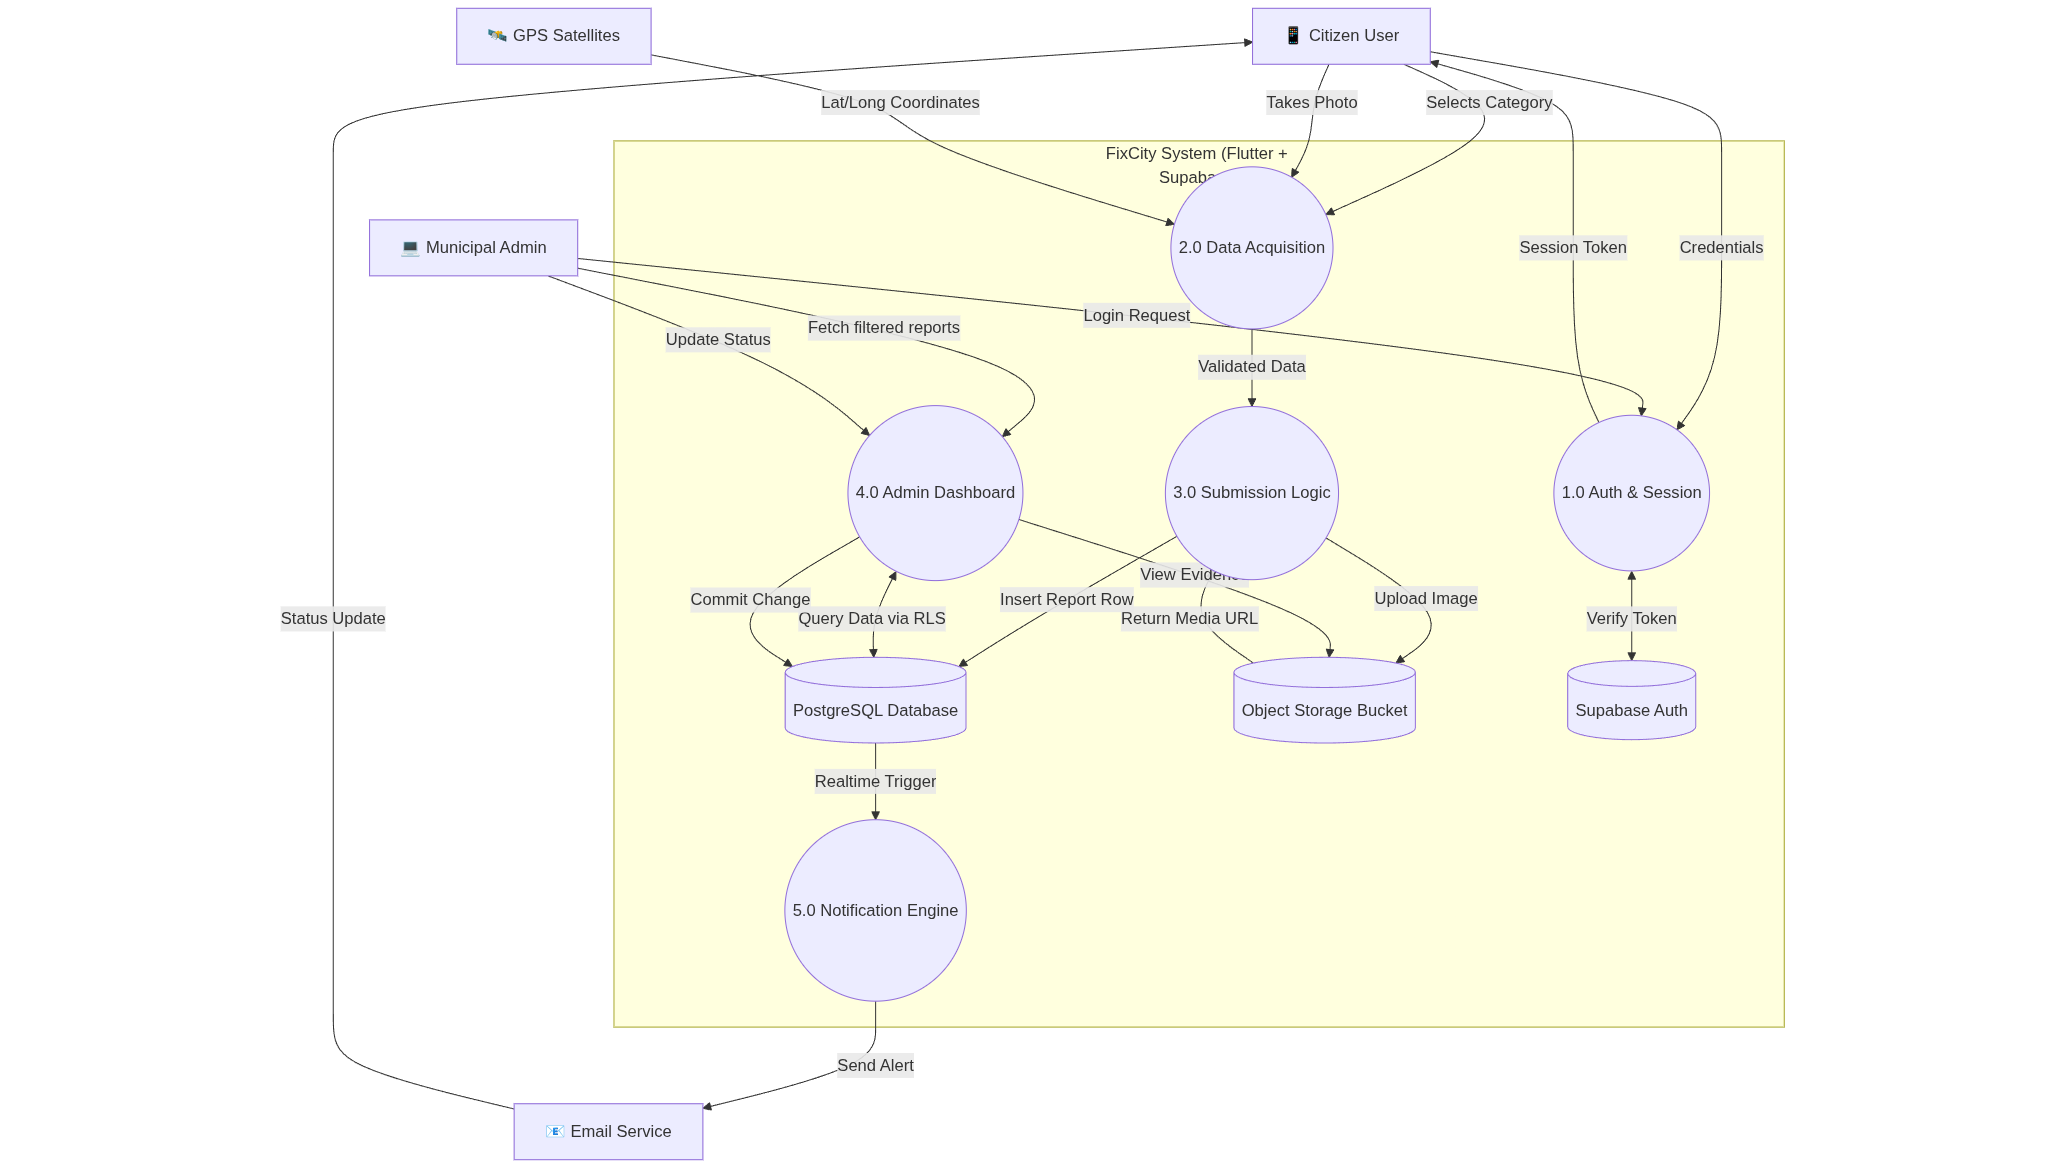 GPS Satellites
Citizen User
Lat/Long Coordinates
Takes Photo
Selects Category
FixCity System (Flutter +
Municipal Admin
2.0 Data Acquisition
Session Token
Credentials
Login Request
Fetch filtered reports
Update Status
Validated Data
4.0 Admin Dashboard
3.0 Submission Logic
1.0 Auth & Session
View
Commit Change
Insert Report Row
Upload Image
Status Update
Query Data via RLS
Return Media URL
Verify Token
PostgreSQL Database
Object Storage Bucket
Supabase Auth
Realtime Trigger
5.0 Notification Engine
Send Alert
Email Service